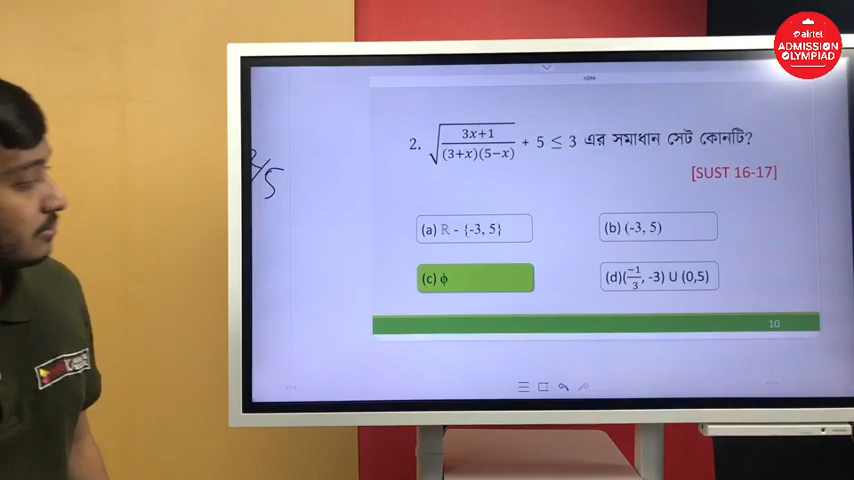 airtel
ADMISSION
OLYMPIAD
HOME
2. √(3x+1)/((3+x)(5−x)) + 5 ≤ 3 এর সমাধান সেট কোনটি?
[SUST 16-17]
(a) R - {-3, 5}
(b) (-3, 5)
(c) ϕ
(d)(−1/3, -3) U (0,5)
10